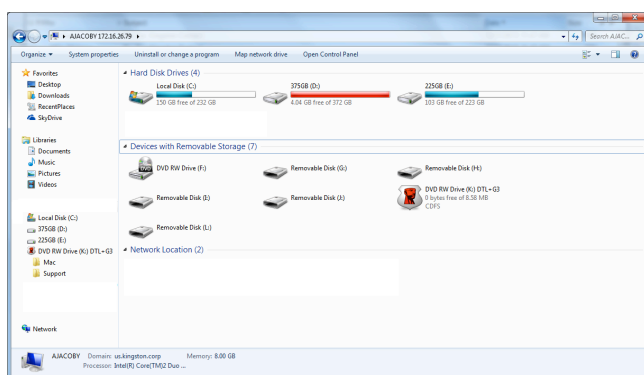 AJACOBY 172.16.26.79
Search AJAC...
Organize System properties Uninstall or change a program Map network drive Open Control Panel
Favorites
Desktop
Downloads
RecentPlaces
SkyDrive
Libraries
Documents
Music
Pictures
Videos
Local Disk (C:)
375GB (D:)
225GB (E:)
DVD RW Drive (K:) DTL+G3
Mac
Support
Network
Hard Disk Drives (4)
Local Disk (C:)
150 GB free of 232 GB
375GB (D:)
4.04 GB free of 372 GB
225GB (E:)
103 GB free of 223 GB
Devices with Removable Storage (7)
DVD RW Drive (F:)
Removable Disk (G:)
Removable Disk (H:)
Removable Disk (I:)
Removable Disk (J:)
DVD RW Drive (K:) DTL+G3
0 bytes free of 8.58 MB
CDFS
Removable Disk (L:)
Network Location (2)
AJACOBY Domain: us.kingston.corp Memory: 8.00 GB
Processor: Intel(R) Core(TM)2 Duo ...